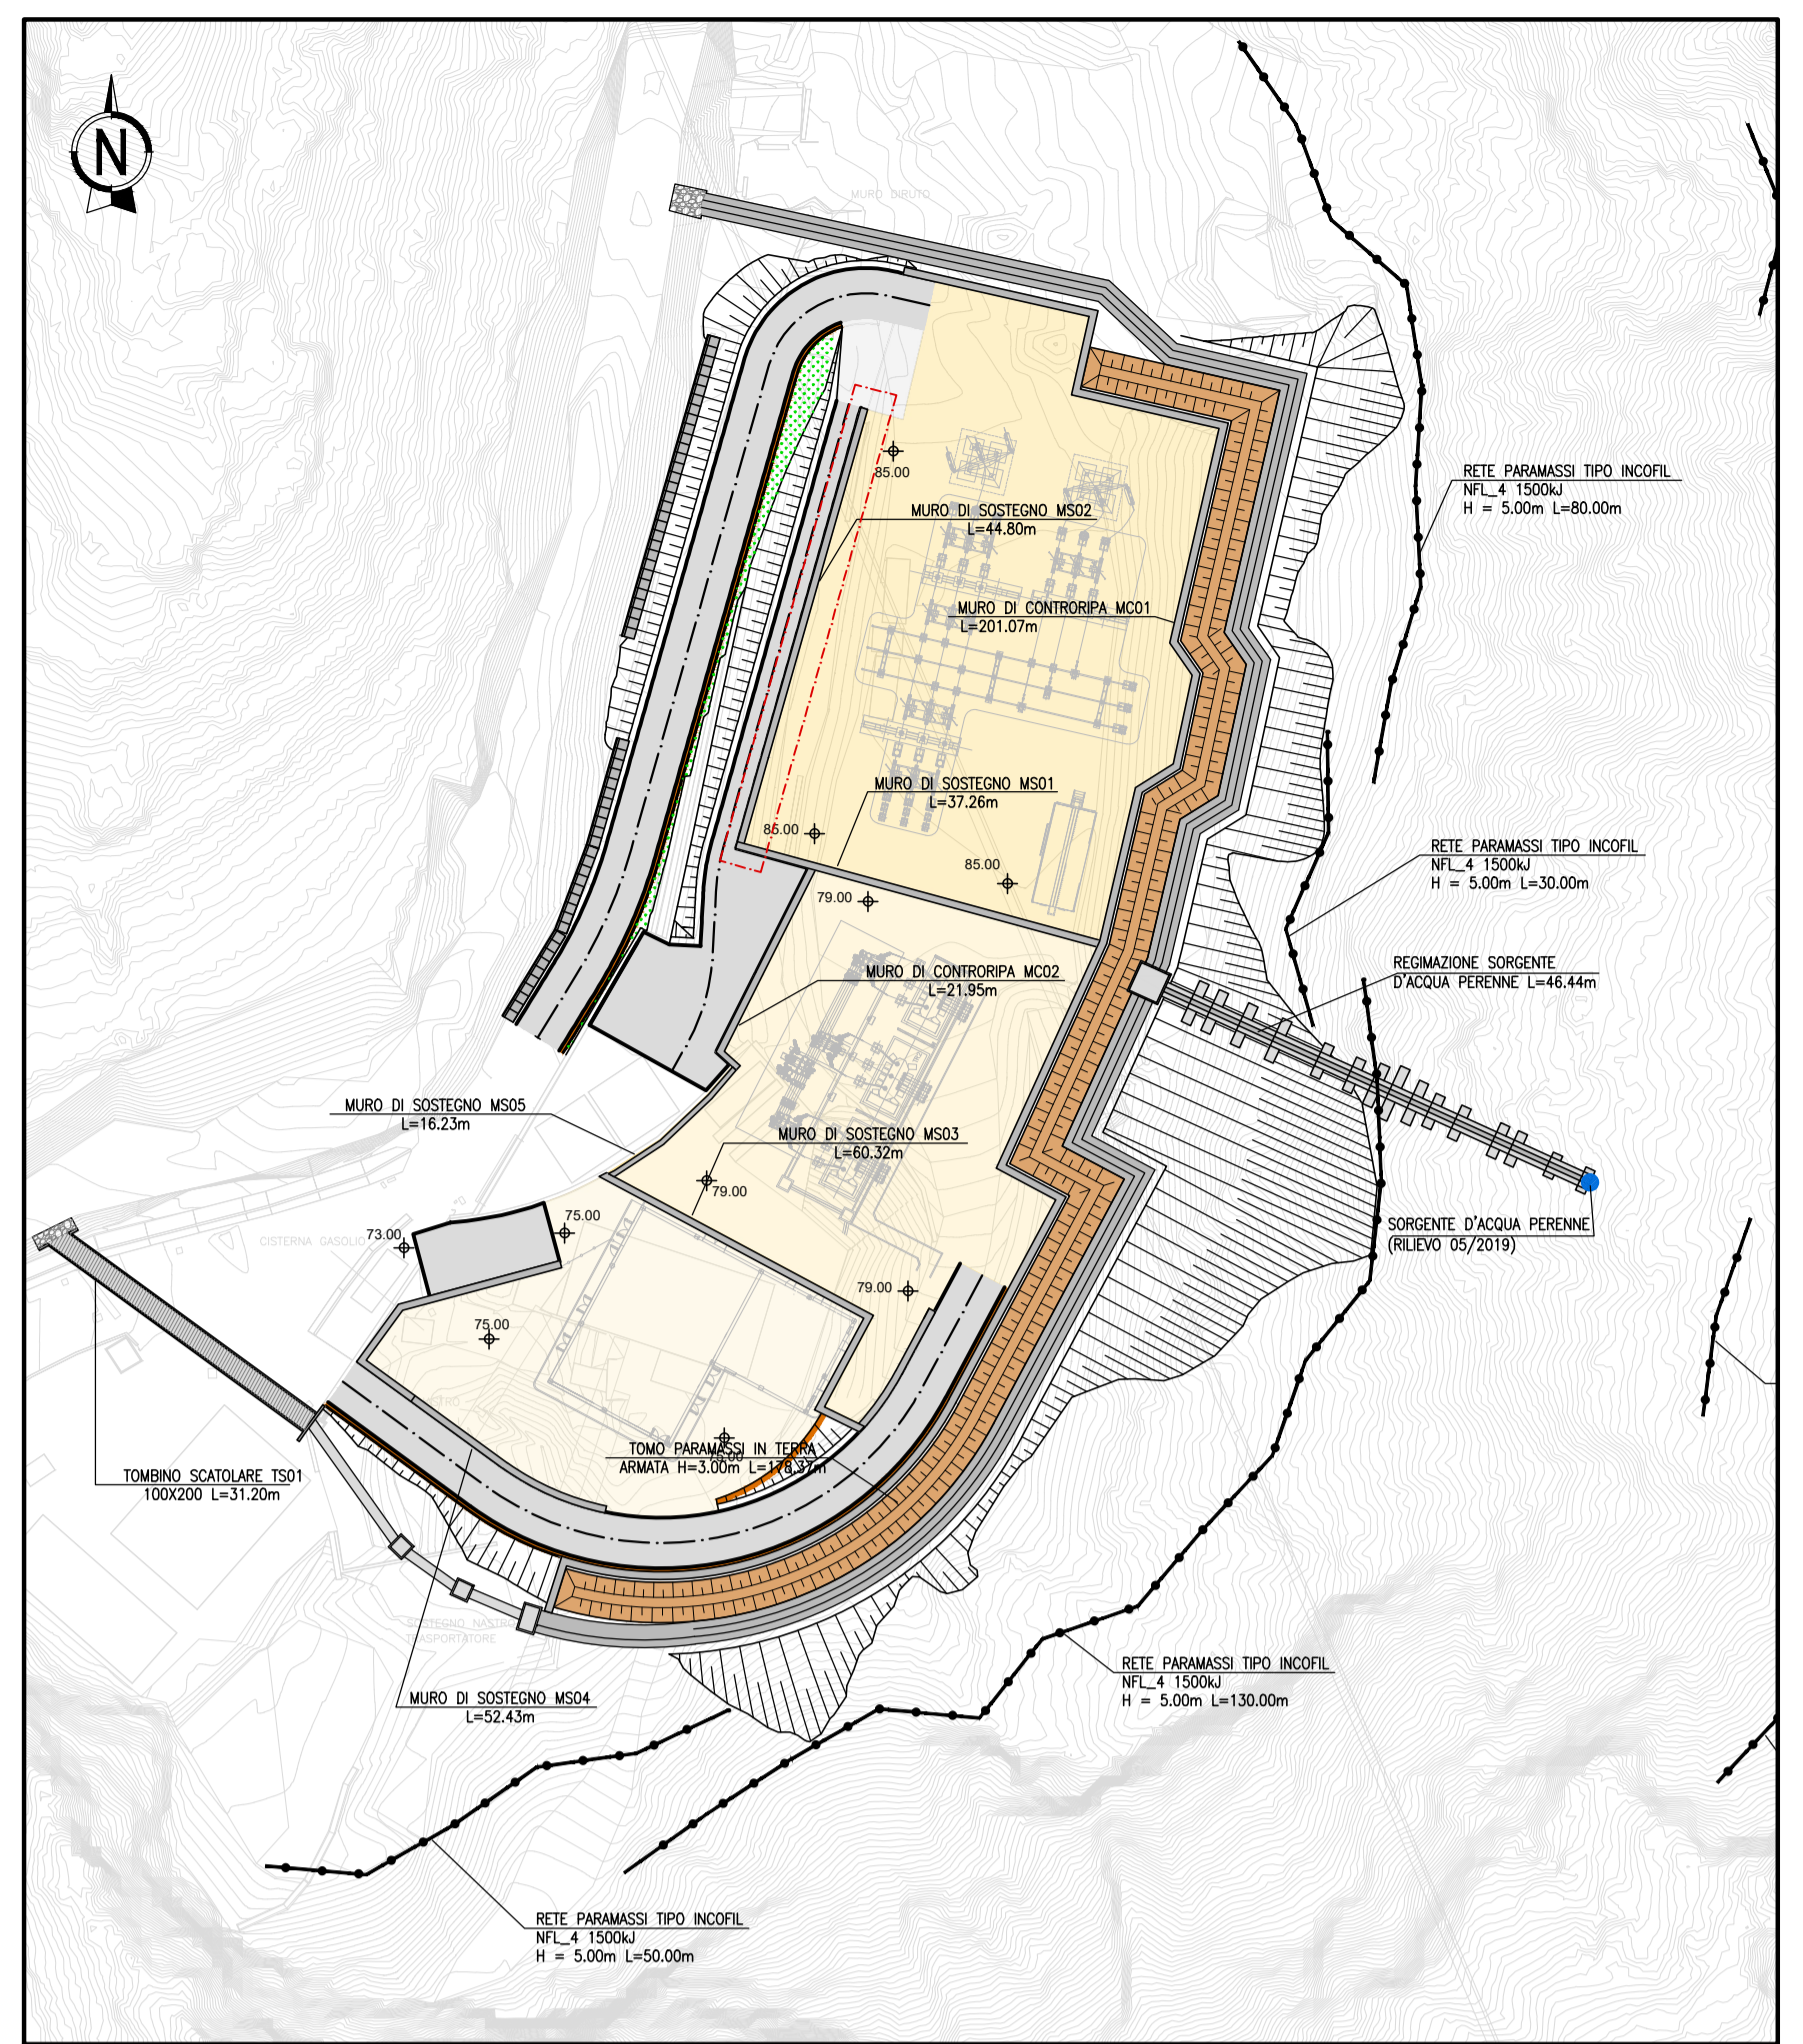 N
MURO DIRUTO
85.00
RETE PARAMASSI TIPO INCOFIL
NFL_4 1500kJ
H = 5.00m L=80.00m
MURO DI SOSTEGNO MS02
L=44.80m
MURO DI CONTRORIPA MC01
L=201.07m
MURO DI SOSTEGNO MS01
L=37.26m
85.00
85.00
79.00
RETE PARAMASSI TIPO INCOFIL
NFL_4 1500kJ
H = 5.00m L=30.00m
MURO DI CONTRORIPA MC02
L=21.95m
REGIMAZIONE SORGENTE
D'ACQUA PERENNE L=46.44m
MURO DI SOSTEGNO MS05
L=16.23m
MURO DI SOSTEGNO MS03
L=60.32m
79.00
75.00
73.00
CISTERNA GASOLIO
SORGENTE D'ACQUA PERENNE
(RILIEVO 05/2019)
79.00
75.00
TOMO PARAMASSI IN TERRA
ARMATA H=3.00m L=178.37m
75.00
TOMBINO SCATOLARE TS01
100X200 L=31.20m
SOSTEGNO NASTRO
TRASPORTATORE
RETE PARAMASSI TIPO INCOFIL
NFL_4 1500kJ
H = 5.00m L=130.00m
MURO DI SOSTEGNO MS04
L=52.43m
RETE PARAMASSI TIPO INCOFIL
NFL_4 1500kJ
H = 5.00m L=50.00m